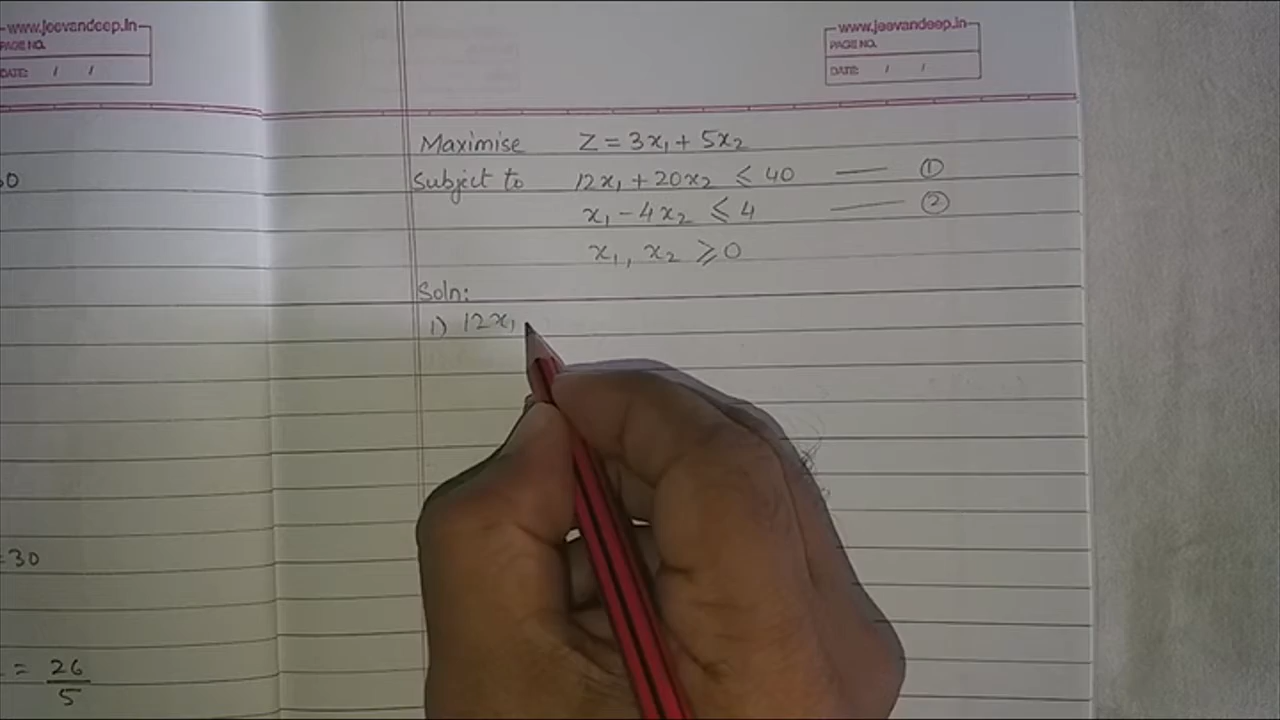 www.jeevandeep.in
PAGE NO.
DATE: / /
0
=30
= 26/5
www.jeevandeep.in
PAGE NO.
DATE: / /
Maximise Z = 3x₁ + 5x₂
Subject to 12x₁ + 20x₂ ≤ 40 — ①
x₁ - 4x₂ ≤ 4 — ②
x₁, x₂ ≥ 0
Soln:
1) 12x₁